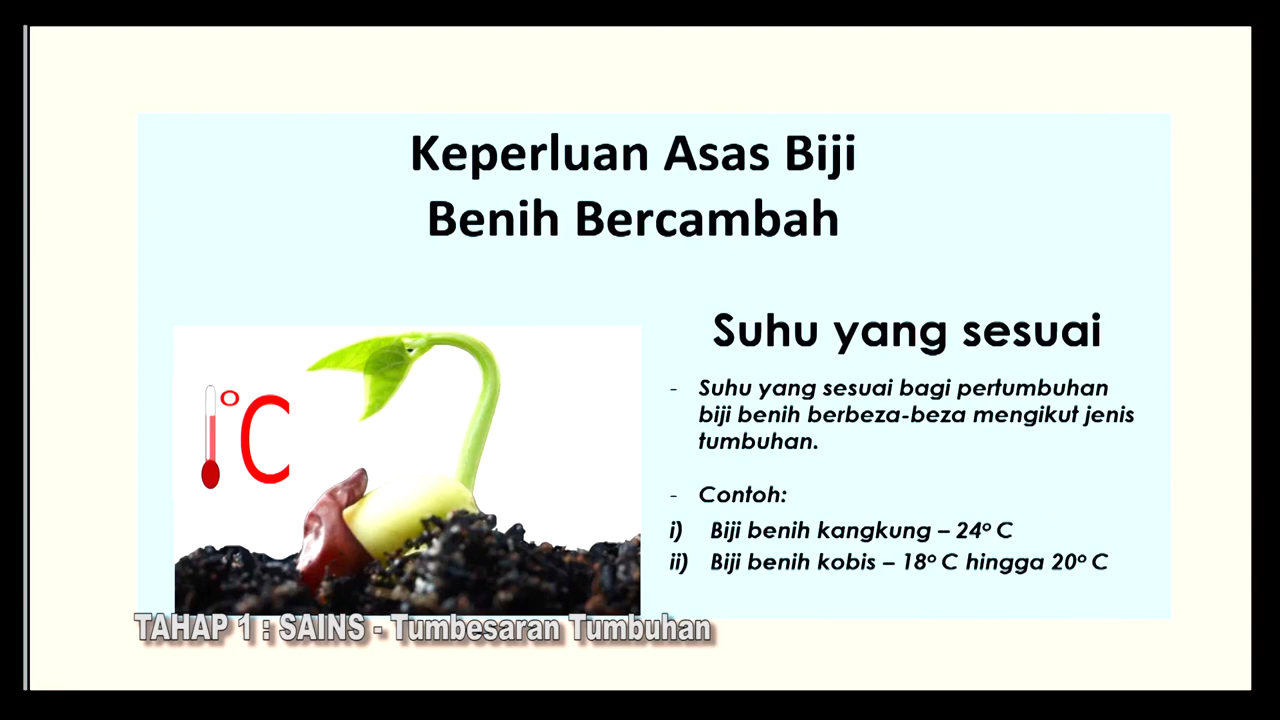 Keperluan Asas Biji
Benih Bercambah
Suhu yang sesuai
°C
- Suhu yang sesuai bagi pertumbuhan
biji benih berbeza-beza mengikut jenis
tumbuhan.
- Contoh:
i) Biji benih kangkung – 24° C
ii) Biji benih kobis – 18° C hingga 20° C
TAHAP 1 : SAINS - Tumbesaran Tumbuhan